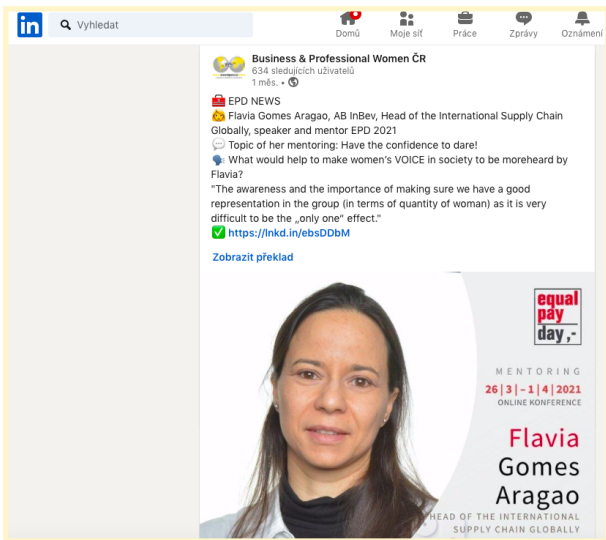 in
Vyhledat
Domů
Moje síť
Práce
Zprávy
Oznámení
Business & Professional Women ČR
634 sledujících uživatelů
1 měs. •
EPD NEWS
Flavia Gomes Aragao, AB InBev, Head of the International Supply Chain
Globally, speaker and mentor EPD 2021
Topic of her mentoring: Have the confidence to dare!
What would help to make women's VOICE in society to be moreheard by
Flavia?
"The awareness and the importance of making sure we have a good
representation in the group (in terms of quantity of woman) as it is very
difficult to be the „only one" effect."
https://lnkd.in/ebsDDbM
Zobrazit překlad
equal
pay
day,-
MENTORING
26 | 3 | – 1 | 4 | 2021
ONLINE KONFERENCE
Flavia
Gomes
Aragao
HEAD OF THE INTERNATIONAL
SUPPLY CHAIN GLOBALLY